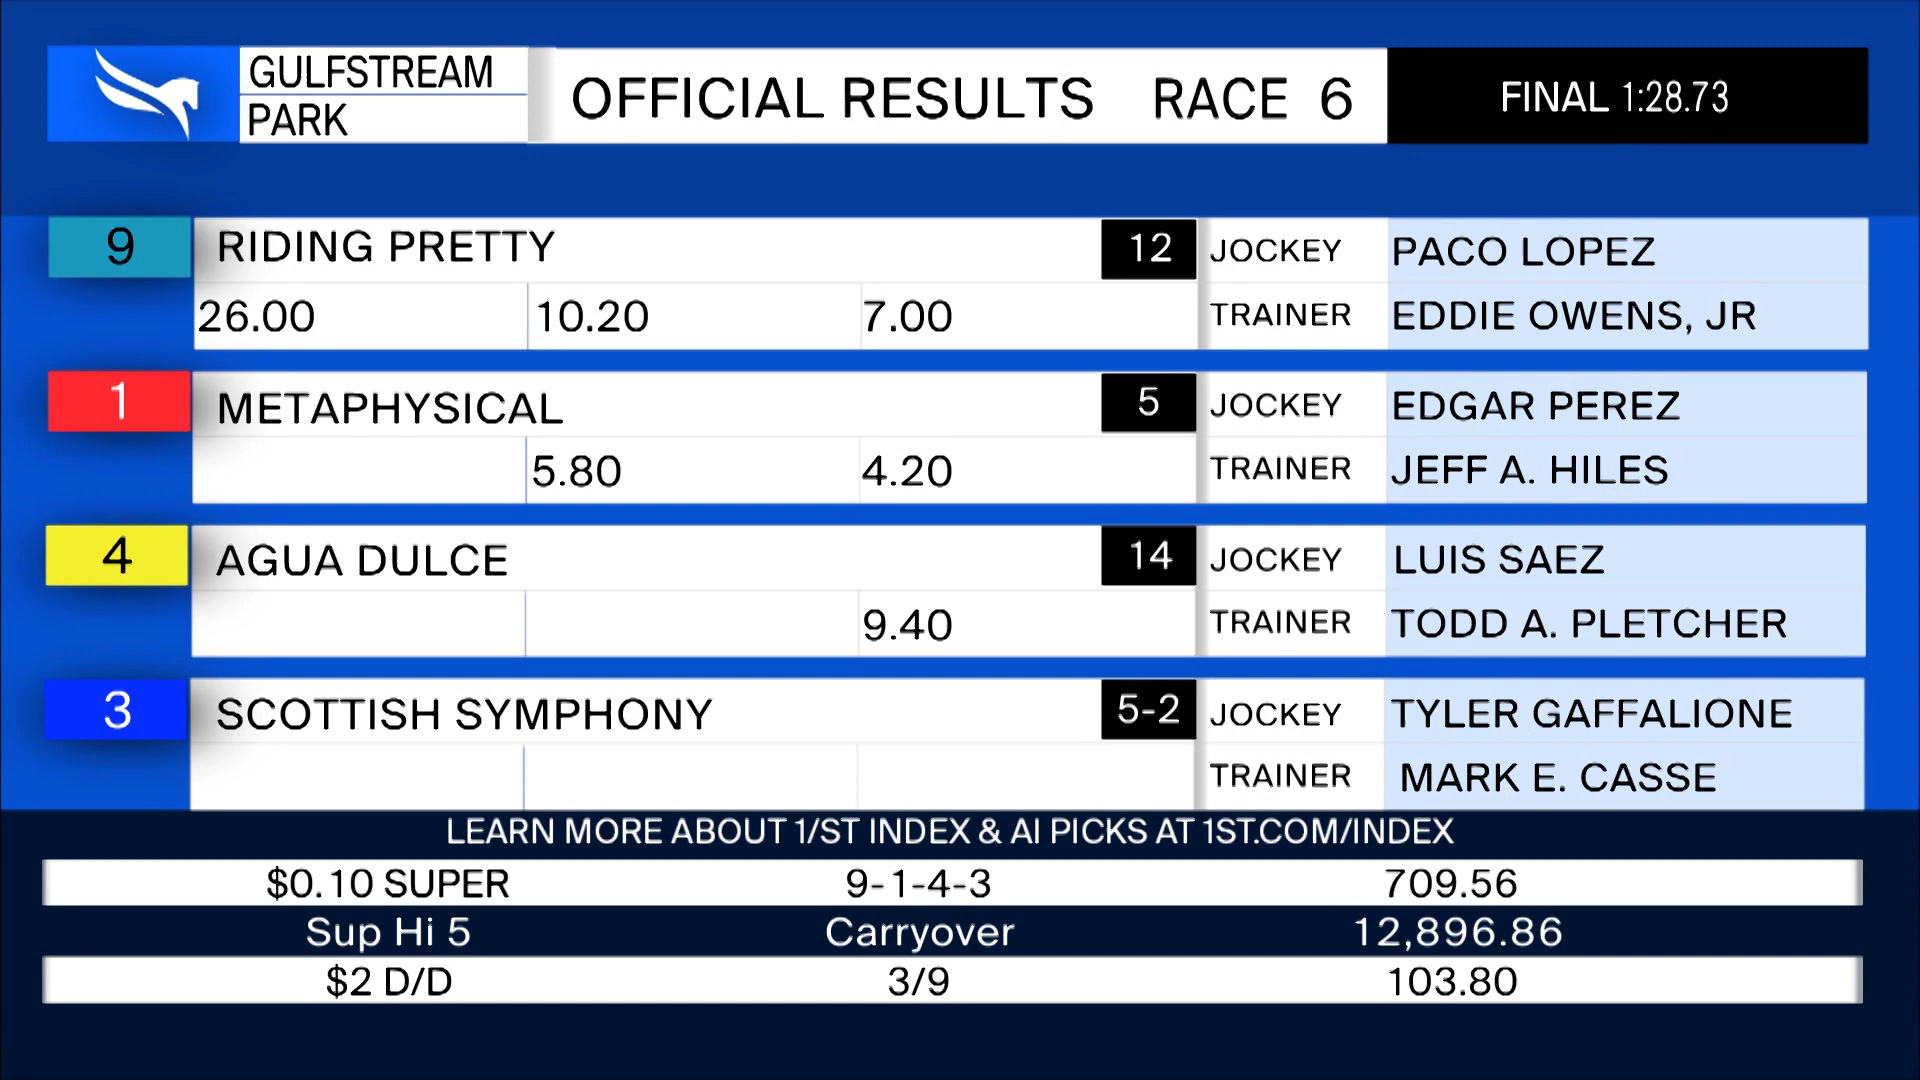 GULFSTREAM
PARK
OFFICIAL RESULTS RACE 6
FINAL 1:28.73
9 RIDING PRETTY 12 JOCKEY PACO LOPEZ
26.00 10.20 7.00 TRAINER EDDIE OWENS, JR
1 METAPHYSICAL 5 JOCKEY EDGAR PEREZ
5.80 4.20 TRAINER JEFF A. HILES
4 AGUA DULCE 14 JOCKEY LUIS SAEZ
9.40 TRAINER TODD A. PLETCHER
3 SCOTTISH SYMPHONY 5-2 JOCKEY TYLER GAFFALIONE
TRAINER MARK E. CASSE
LEARN MORE ABOUT 1/ST INDEX & AI PICKS AT 1ST.COM/INDEX
$0.10 SUPER 9-1-4-3 709.56
Sup Hi 5 Carryover 12,896.86
$2 D/D 3/9 103.80